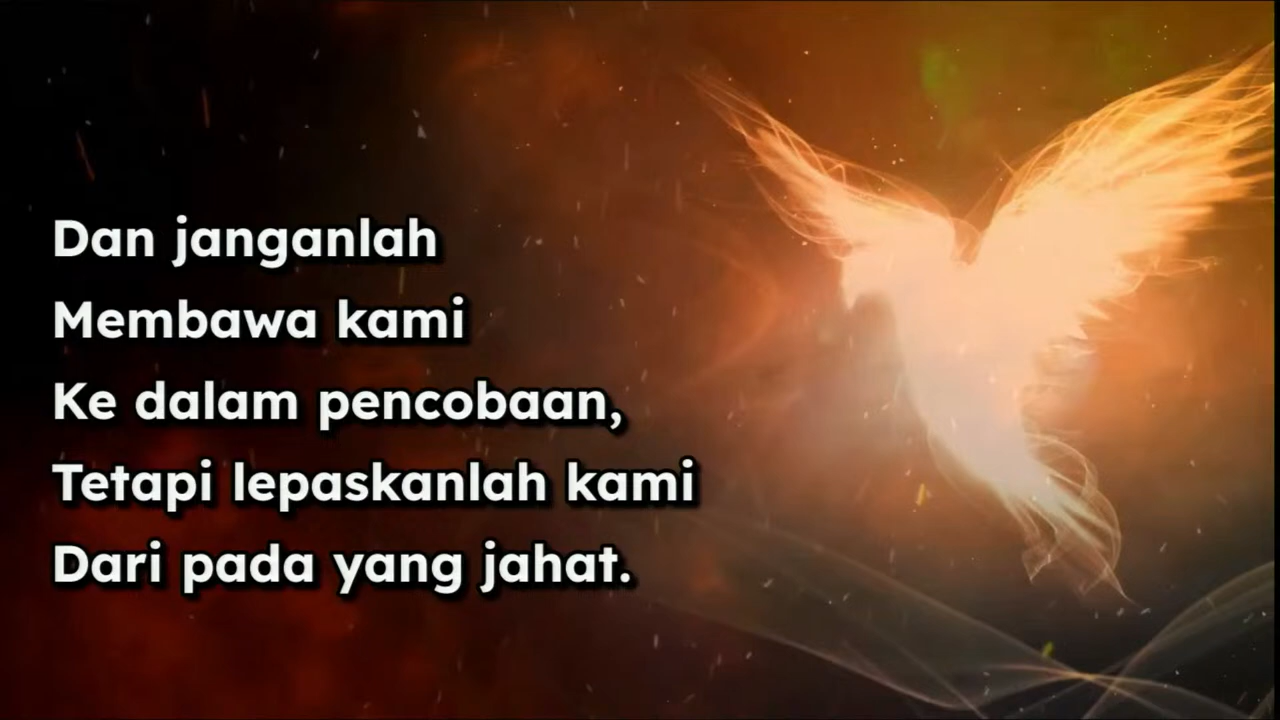 Dan janganlah
Membawa kami
Ke dalam pencobaan,
Tetapi lepaskanlah kami
Dari pada yang jahat.